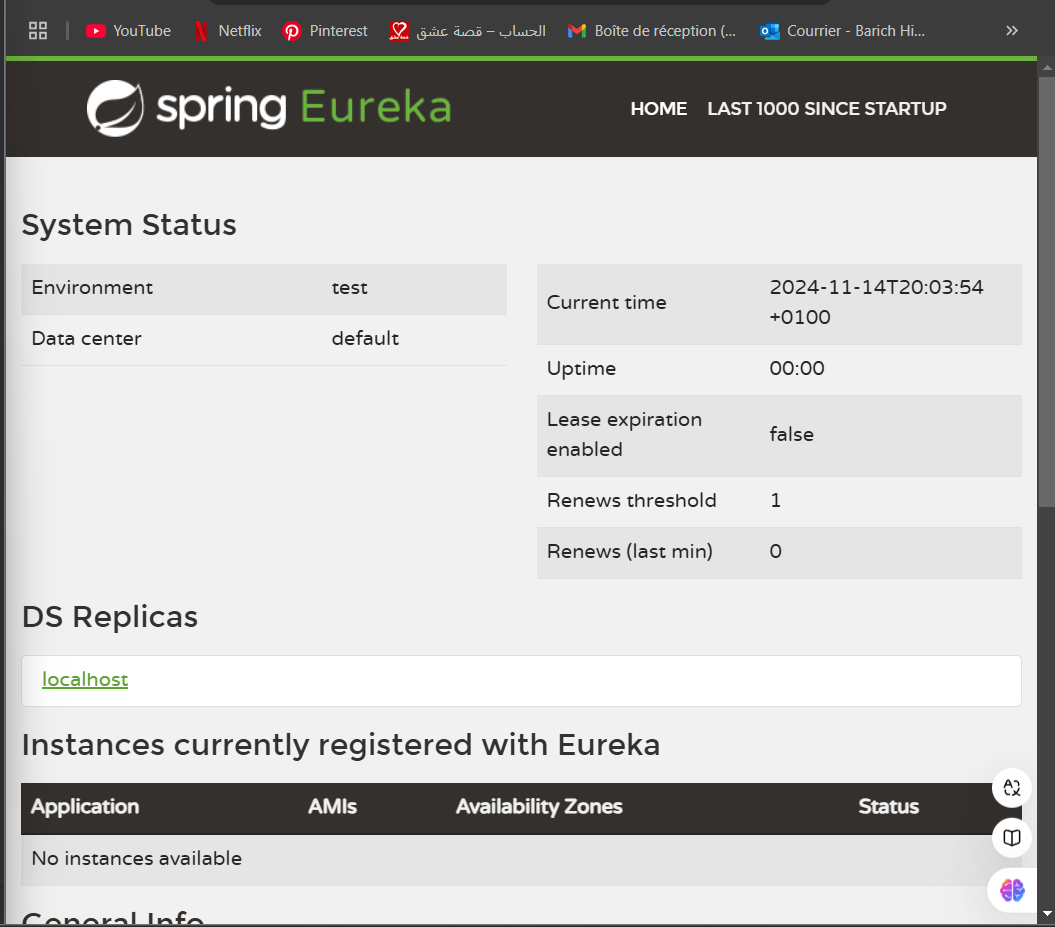 YouTube
Netflix
Pinterest
الحساب – قصة عشق
Boîte de réception (...
Courrier - Barich Hi...
spring Eureka
HOME
LAST 1000 SINCE STARTUP
System Status
Environment test
Data center default
Current time 2024-11-14T20:03:54
+0100
Uptime 00:00
Lease expiration
enabled false
Renews threshold 1
Renews (last min) 0
DS Replicas
localhost
Instances currently registered with Eureka
Application AMIs Availability Zones Status
No instances available
General Info